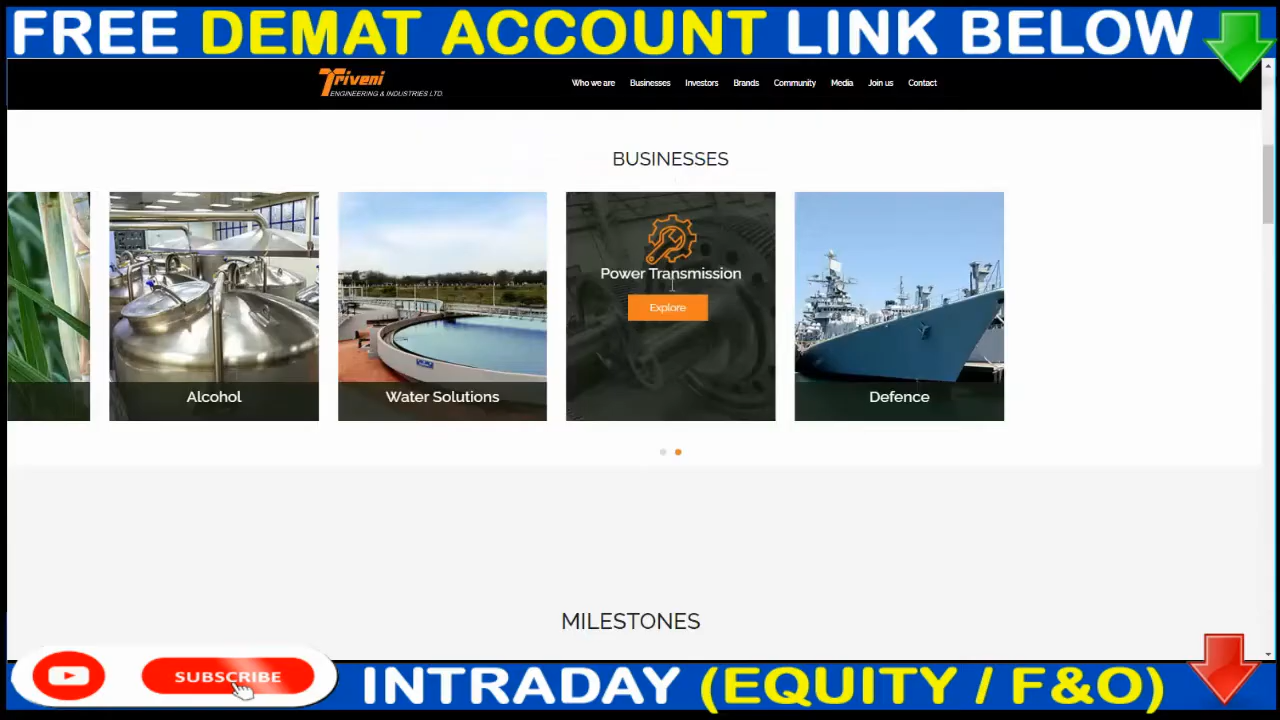 FREE DEMAT ACCOUNT LINK BELOW
Triveni
ENGINEERING & INDUSTRIES LTD.
Who we are Businesses Investors Brands Community Media Join us Contact
BUSINESSES
Power Transmission
Explore
Alcohol Water Solutions Defence
MILESTONES
SUBSCRIBE
INTRADAY (EQUITY / F&O)